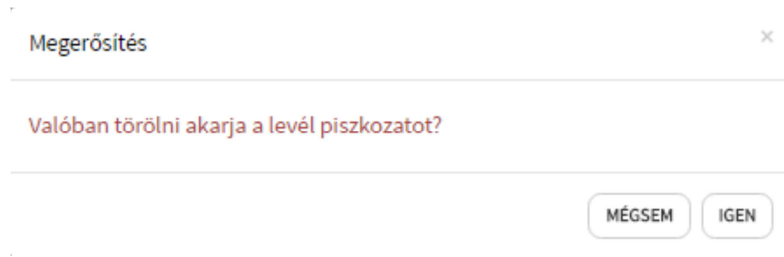 Megerősítés
×
Valóban törölni akarja a levél piszkozatot?
MÉGSEM IGEN